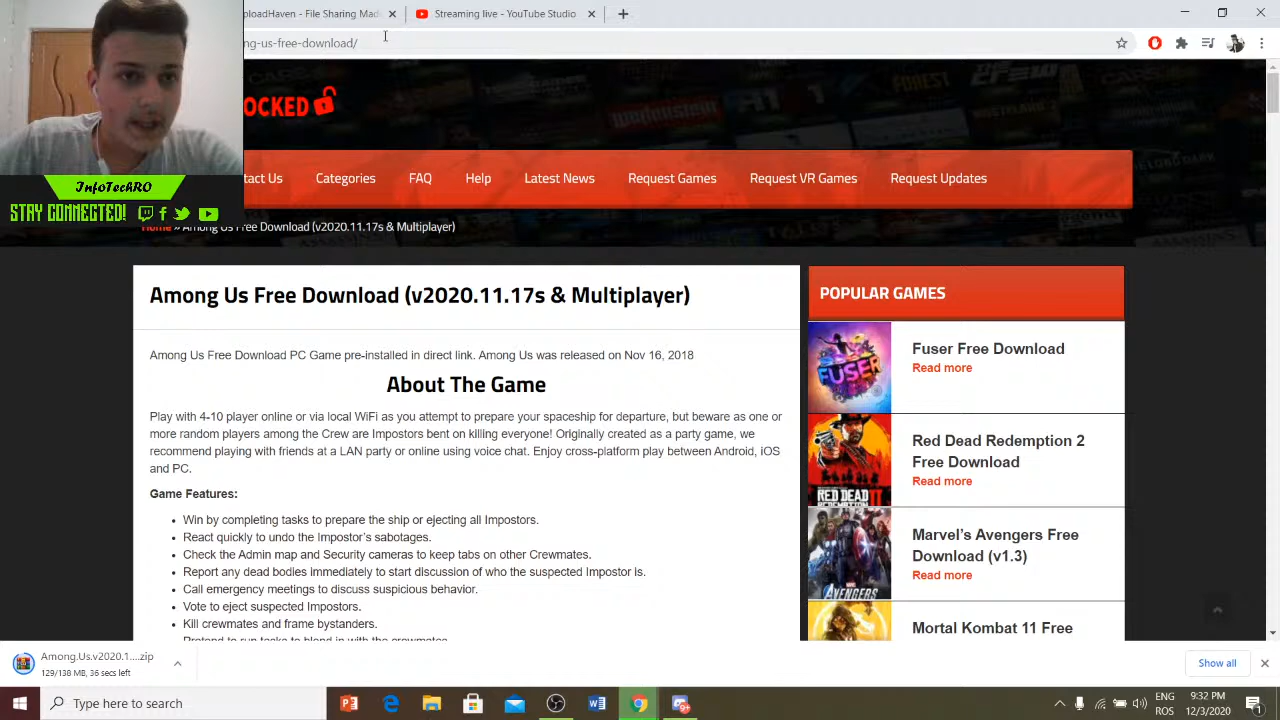 ploadHaven - File Sharing Mad
Streaming live - YouTube Studio
ng-us-free-download/
OCKED
tact Us
Categories
FAQ
Help
Latest News
Request Games
Request VR Games
Request Updates
InfoTechRO
STAY CONNECTED!
Home » Among Us Free Download (v2020.11.17s & Multiplayer)
Among Us Free Download (v2020.11.17s & Multiplayer)
Among Us Free Download PC Game pre-installed in direct link. Among Us was released on Nov 16, 2018
About The Game
Play with 4-10 player online or via local WiFi as you attempt to prepare your spaceship for departure, but beware as one or
more random players among the Crew are Impostors bent on killing everyone! Originally created as a party game, we
recommend playing with friends at a LAN party or online using voice chat. Enjoy cross-platform play between Android, iOS
and PC.
Game Features:
• Win by completing tasks to prepare the ship or ejecting all Impostors.
• React quickly to undo the Impostor's sabotages.
• Check the Admin map and Security cameras to keep tabs on other Crewmates.
• Report any dead bodies immediately to start discussion of who the suspected Impostor is.
• Call emergency meetings to discuss suspicious behavior.
• Vote to eject suspected Impostors.
• Kill crewmates and frame bystanders.
• Pretend to run tasks to blend in with the crewmates.
POPULAR GAMES
FUSER
Fuser Free Download
Read more
RED DEAD
REDEMPTION II
Red Dead Redemption 2
Free Download
Read more
AVENGERS
Marvel's Avengers Free
Download (v1.3)
Read more
Mortal Kombat 11 Free
Among.Us.v2020.1....zip
129/138 MB, 36 secs left
Show all
Type here to search
ENG
ROS
9:32 PM
12/3/2020